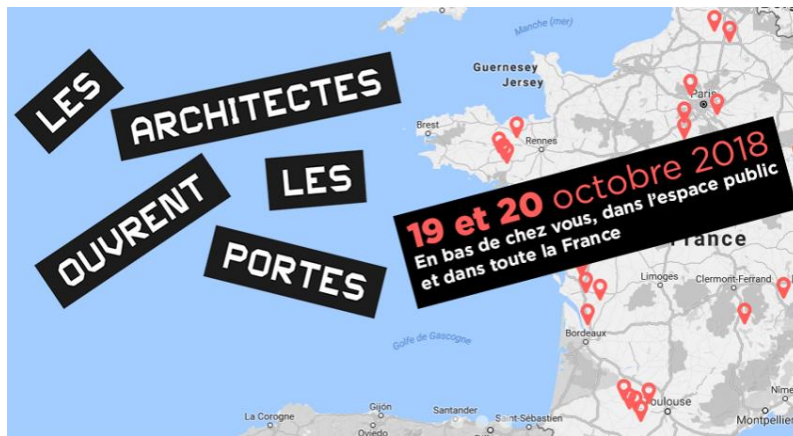 LES
ARCHITECTES
OUVRENT
LES
PORTES
19 et 20 octobre 2018
En bas de chez vous, dans l'espace public
et dans toute la France
Manche (mer)
Guernesey
Jersey
Paris
Brest
Rennes
France
Limoges
Clermont-Ferrand
Bordeaux
Golfe de Gascogne
Toulouse
Montpellier
La Corogne
Gijón
Santander
Saint-Sébastien
Oviedo